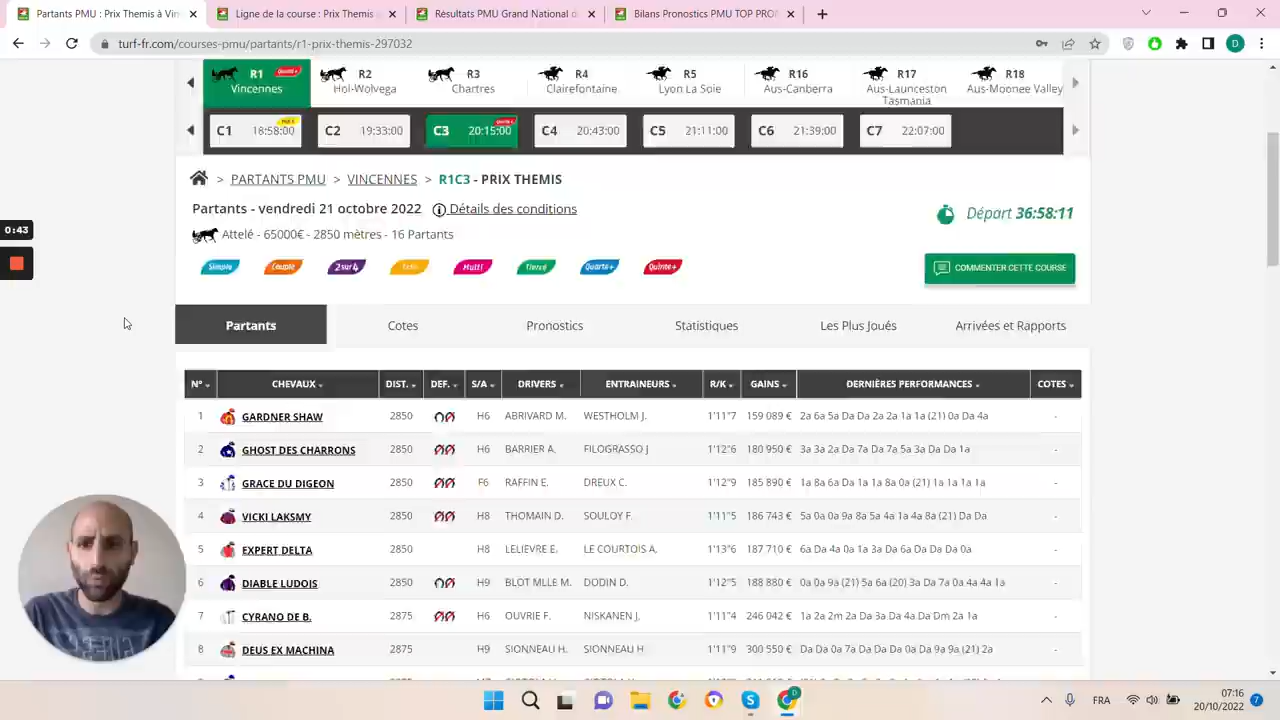 Partants PMU : Prix Themis à Vin
Ligne de la course : Prix Themis
Résultats PMU Grand National d
Bilans Pronostics PMU TOP PRO
turf-fr.com/courses-pmu/partants/r1-prix-themis-297032
D
R1 Quinté+ Vincennes
R2 Hol-Wolvega
R3 Chartres
R4 Clairefontaine
R5 Lyon La Soie
R16 Aus-Canberra
R17 Aus-Launceston Tasmania
R18 Aus-Moonee Valley
C1 18:58:00
C2 19:33:00
C3 20:15:00
C4 20:43:00
C5 21:11:00
C6 21:39:00
C7 22:07:00
> PARTANTS PMU > VINCENNES > R1C3 - PRIX THEMIS
Partants - vendredi 21 octobre 2022 Détails des conditions
Départ 36:58:11
0:43
Attelé - 65000€ - 2850 mètres - 16 Partants
Simple Couplé 2 sur 4 Multi Tiercé Quarté+ Quinté+
COMMENTER CETTE COURSE
Partants Cotes Pronostics Statistiques Les Plus Joués Arrivées et Rapports
N° CHEVAUX DIST. DEF. S/A DRIVERS ENTRAINEURS R/K GAINS DERNIÈRES PERFORMANCES COTES
1 GARDNER SHAW 2850 H6 ABRIVARD M. WESTHOLM J. 1'11"7 159 089 € 2a 6a 5a Da Da 2a 2a 1a 1a (21) 0a Da 4a -
2 GHOST DES CHARRONS 2850 H6 BARRIER A. FILOGRASSO J 1'12"6 180 950 € 3a 3a 2a Da 7a Da 7a 5a 3a Da Da 1a -
3 GRACE DU DIGEON 2850 F6 RAFFIN E. DREUX C. 1'12"9 185 890 € 1a 8a 6a Da 1a 1a 8a 0a (21) 1a 1a 1a 1a -
4 VICKI LAKSMY 2850 H8 THOMAIN D. SOULOY F. 1'11"5 186 743 € 5a 0a 0a 9a 8a 5a 4a 1a 4a 8a (21) Da Da -
5 EXPERT DELTA 2850 H8 LELIEVRE E. LE COURTOIS A. 1'13"6 187 710 € 6a Da 4a 0a 1a 3a Da 6a Da Da Da 0a -
6 DIABLE LUDOIS 2850 H9 BLOT MLLE M. DODIN D. 1'12"5 188 880 € 0a 0a 9a (21) 5a 6a (20) 3a Da 7a 0a 4a 4a 1a -
7 CYRANO DE B. 2875 H6 OUVRIE F. NISKANEN J. 1'11"4 246 042 € 1a 2a 2m 2a Da 3a Da 4a Da Dm 2a 1a -
8 DEUS EX MACHINA 2875 H9 SIONNEAU H. SIONNEAU H 1'11"9 300 550 € Da Da 0a 7a Da Da Da 0a Da 9a 9a (21) 2a -
FRA
07:16
20/10/2022
7